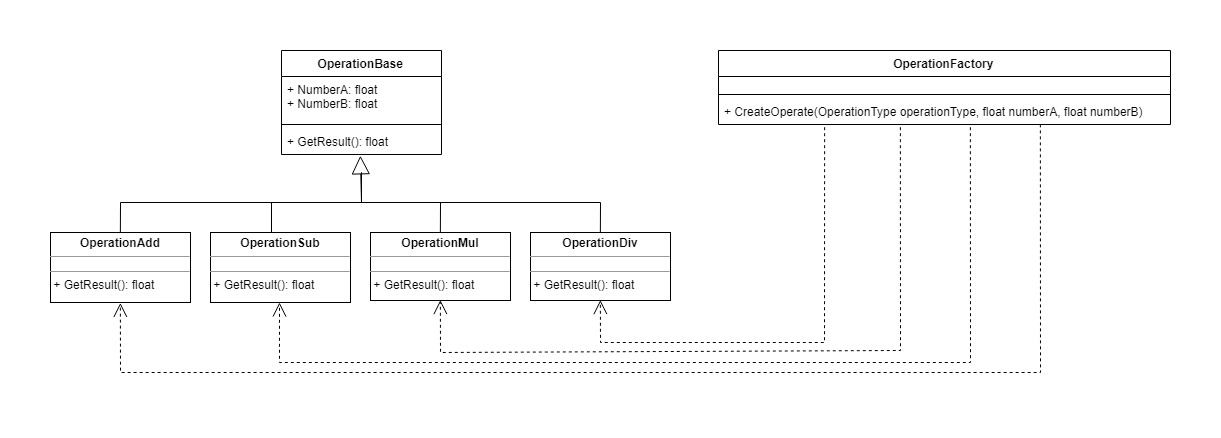 OperationBase
+ NumberA: float
+ NumberB: float
+ GetResult(): float
OperationFactory
+ CreateOperate(OperationType operationType, float numberA, float numberB)
OperationAdd
+ GetResult(): float
OperationSub
+ GetResult(): float
OperationMul
+ GetResult(): float
OperationDiv
+ GetResult(): float